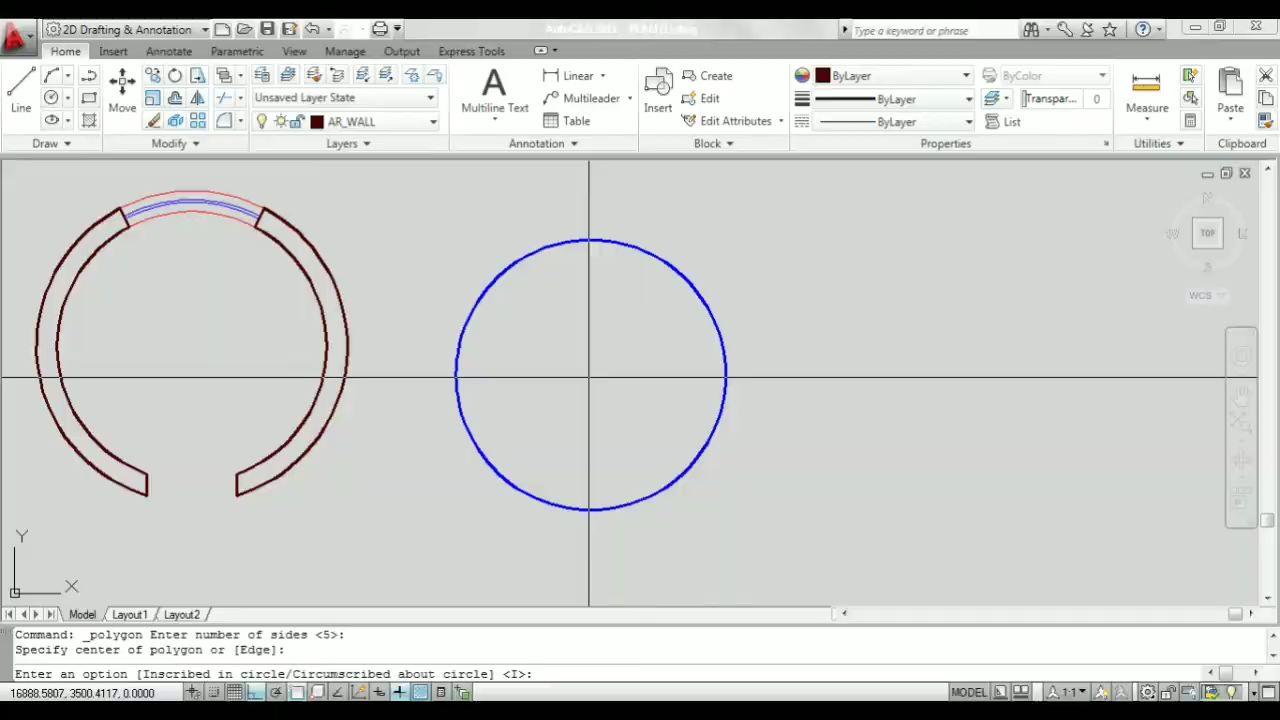 2D Drafting & Annotation
Type a keyword or phrase
Home Insert Annotate Parametric View Manage Output Express Tools
Line Move
Unsaved Layer State
AR_WALL
Multiline Text
Linear
Multileader
Table
Insert
Create
Edit
Edit Attributes
ByLayer
ByLayer
ByLayer
ByColor
Transpar... 0
List
Measure
Paste
Draw Modify Layers Annotation Block Properties Utilities Clipboard
N
TOP
S
WCS
Y
X
Model Layout1 Layout2
Command: _polygon Enter number of sides <5>:
Specify center of polygon or [Edge]:
Enter an option [Inscribed in circle/Circumscribed about circle] <I>:
16888.5807, 3500.4117, 0.0000
MODEL 1:1